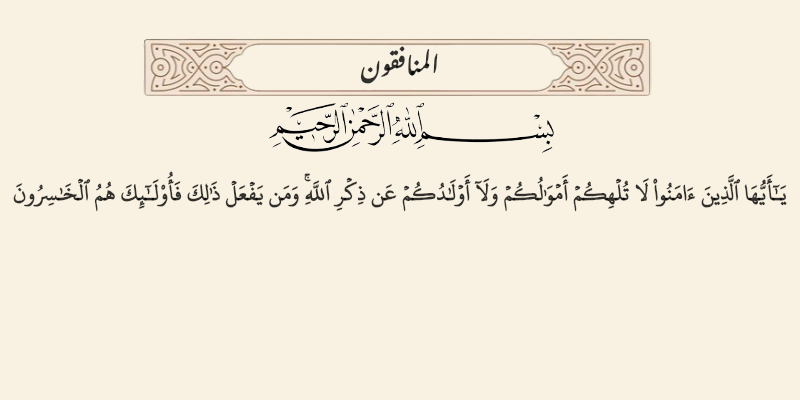 المنافقون
بِسْمِ ٱللَّهِ ٱلرَّحْمَٰنِ ٱلرَّحِيمِ
يَـٰٓأَيُّهَا ٱلَّذِينَ ءَامَنُوا۟ لَا تُلْهِكُمْ أَمْوَٰلُكُمْ وَلَآ أَوْلَـٰدُكُمْ عَن ذِكْرِ ٱللَّهِ ۚ وَمَن يَفْعَلْ ذَٰلِكَ فَأُو۟لَـٰٓئِكَ هُمُ ٱلْخَـٰسِرُونَ